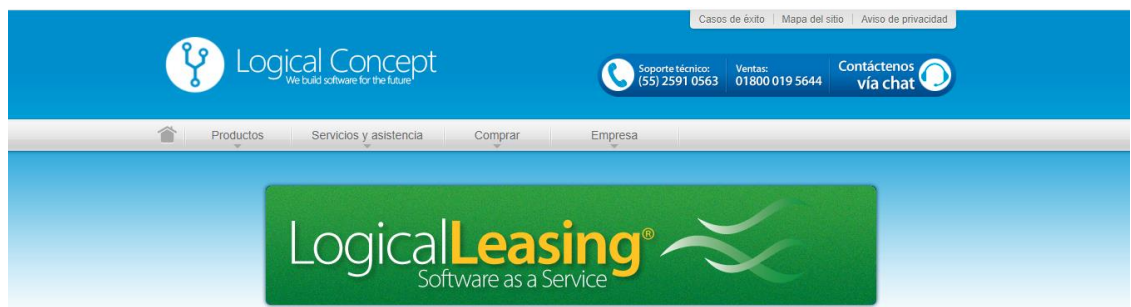 Casos de éxito | Mapa del sitio | Aviso de privacidad
Logical Concept
We build software for the future
Soporte técnico:
(55) 2591 0563
Ventas:
01800 019 5644
Contáctenos
vía chat
Productos
Servicios y asistencia
Comprar
Empresa
LogicalLeasing®
Software as a Service